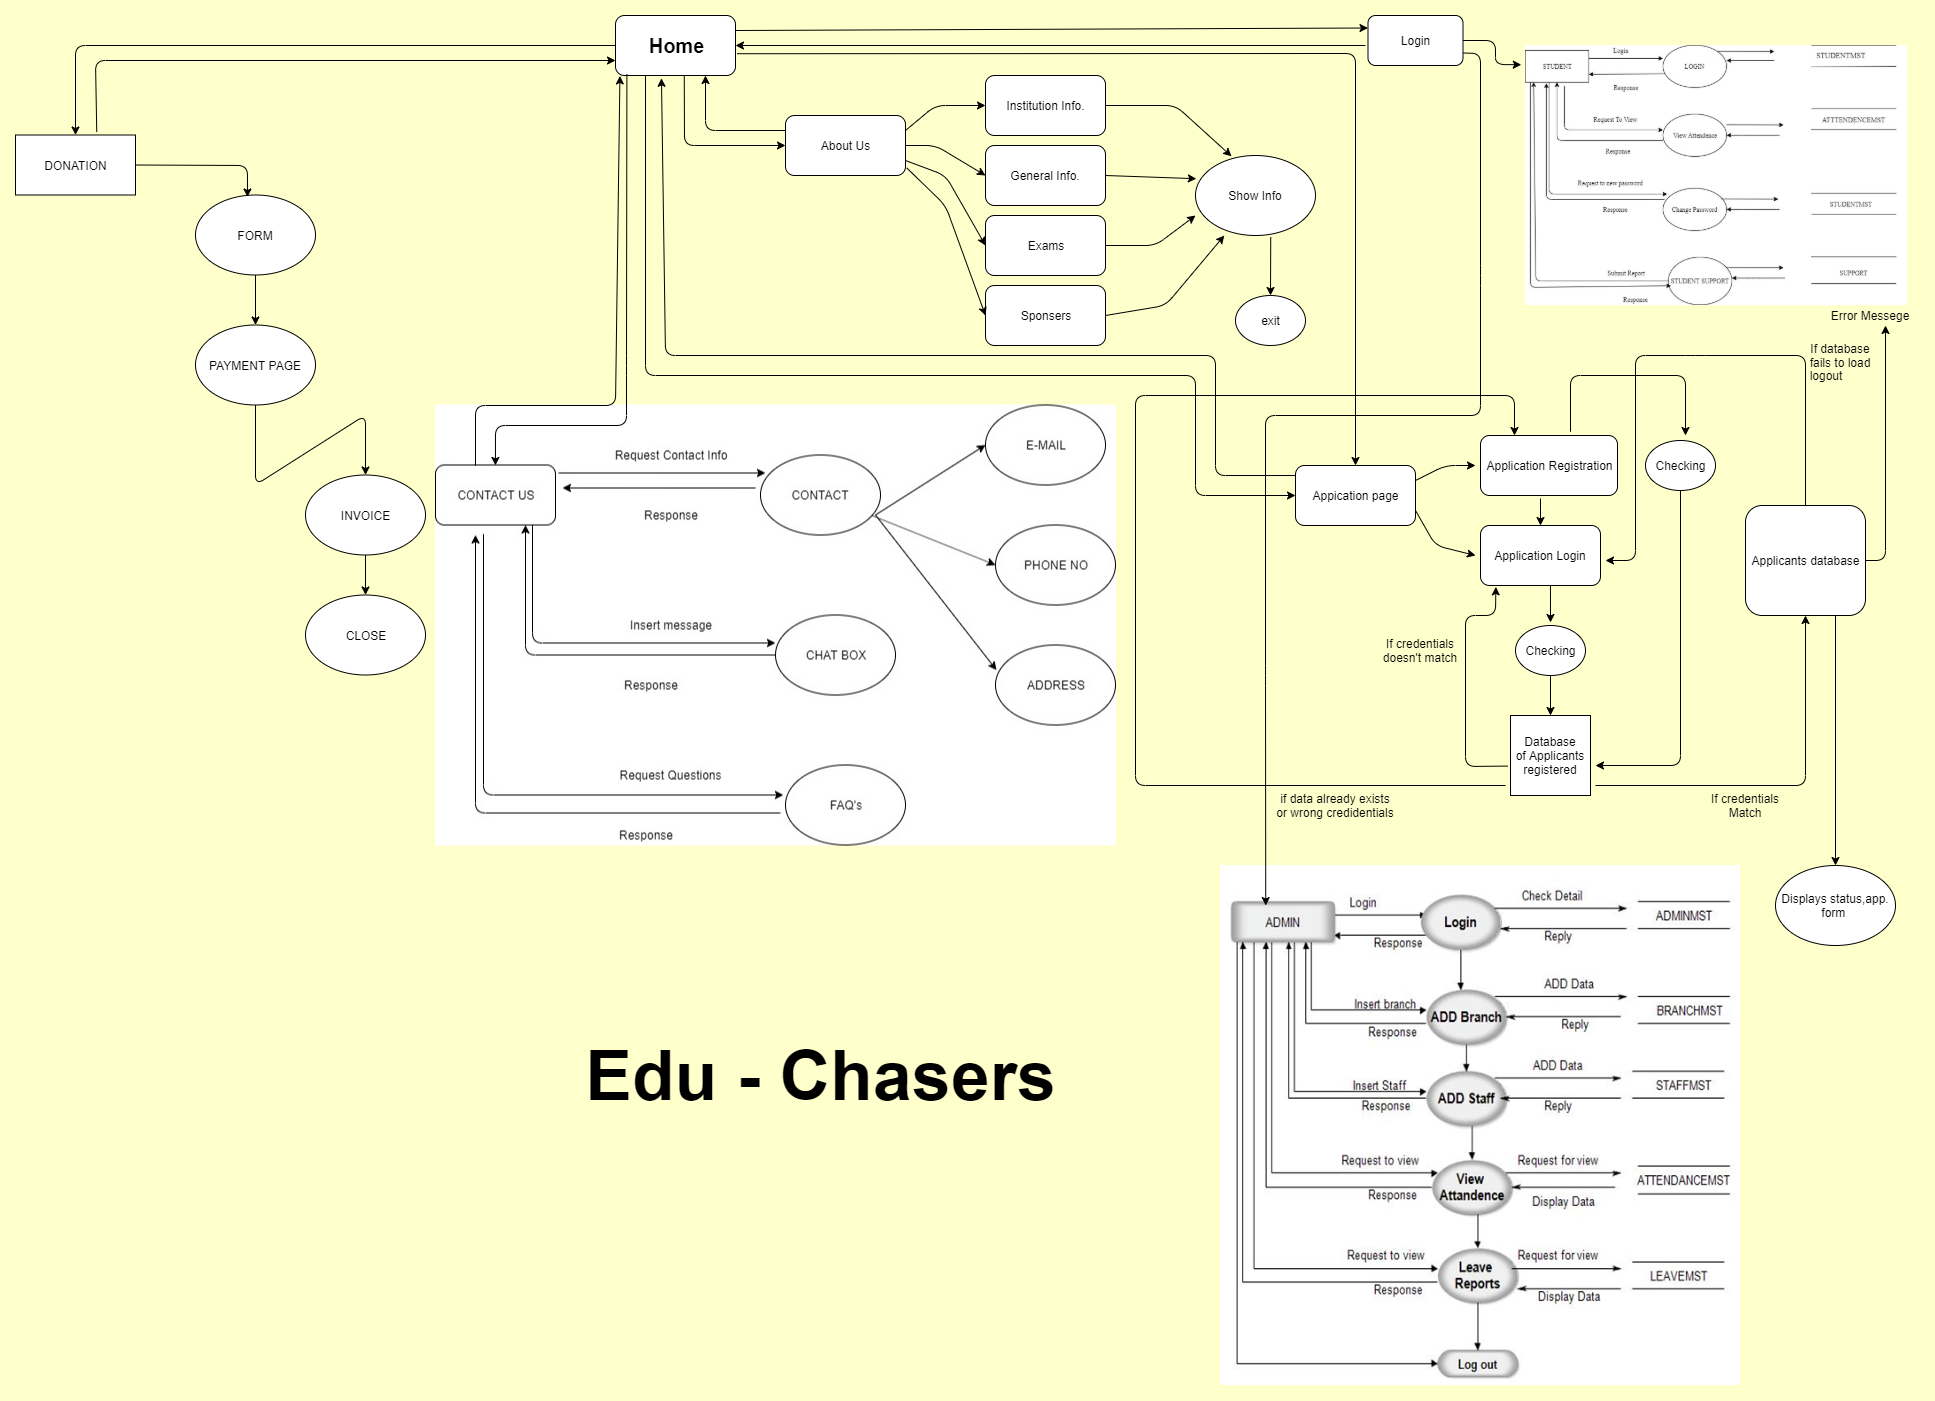 Home
Login
DONATION
FORM
PAYMENT PAGE
INVOICE
CLOSE
About Us
Institution Info.
General Info.
Exams
Sponsers
Show Info
exit
STUDENT
Login
Response
LOGIN
STUDENTMST
Request To View
Response
View Attendence
ATTTENDENCEMST
Request to new password
Response
Change Password
STUDENTMST
Submit Report
Response
STUDENT SUPPORT
SUPPORT
Error Messege
If database
fails to load
logout
Appication page
Application Registration
Checking
Application Login
Applicants database
If credentials
doesn't match
Checking
Database
of Applicants
registered
if data already exists
or wrong credidentials
If credentials
Match
Displays status,app.
form
CONTACT US
Request Contact Info
Response
CONTACT
E-MAIL
PHONE NO
ADDRESS
Insert message
Response
CHAT BOX
Request Questions
Response
FAQ's
Edu - Chasers
ADMIN
Login
Response
Login
Check Detail
Reply
ADMINMST
Insert branch
Response
ADD Branch
ADD Data
Reply
BRANCHMST
Insert Staff
Response
ADD Staff
ADD Data
Reply
STAFFMST
Request to view
Response
View
Attandence
Request for view
Display Data
ATTENDANCEMST
Request to view
Response
Leave
Reports
Request for view
Display Data
LEAVEMST
Log out